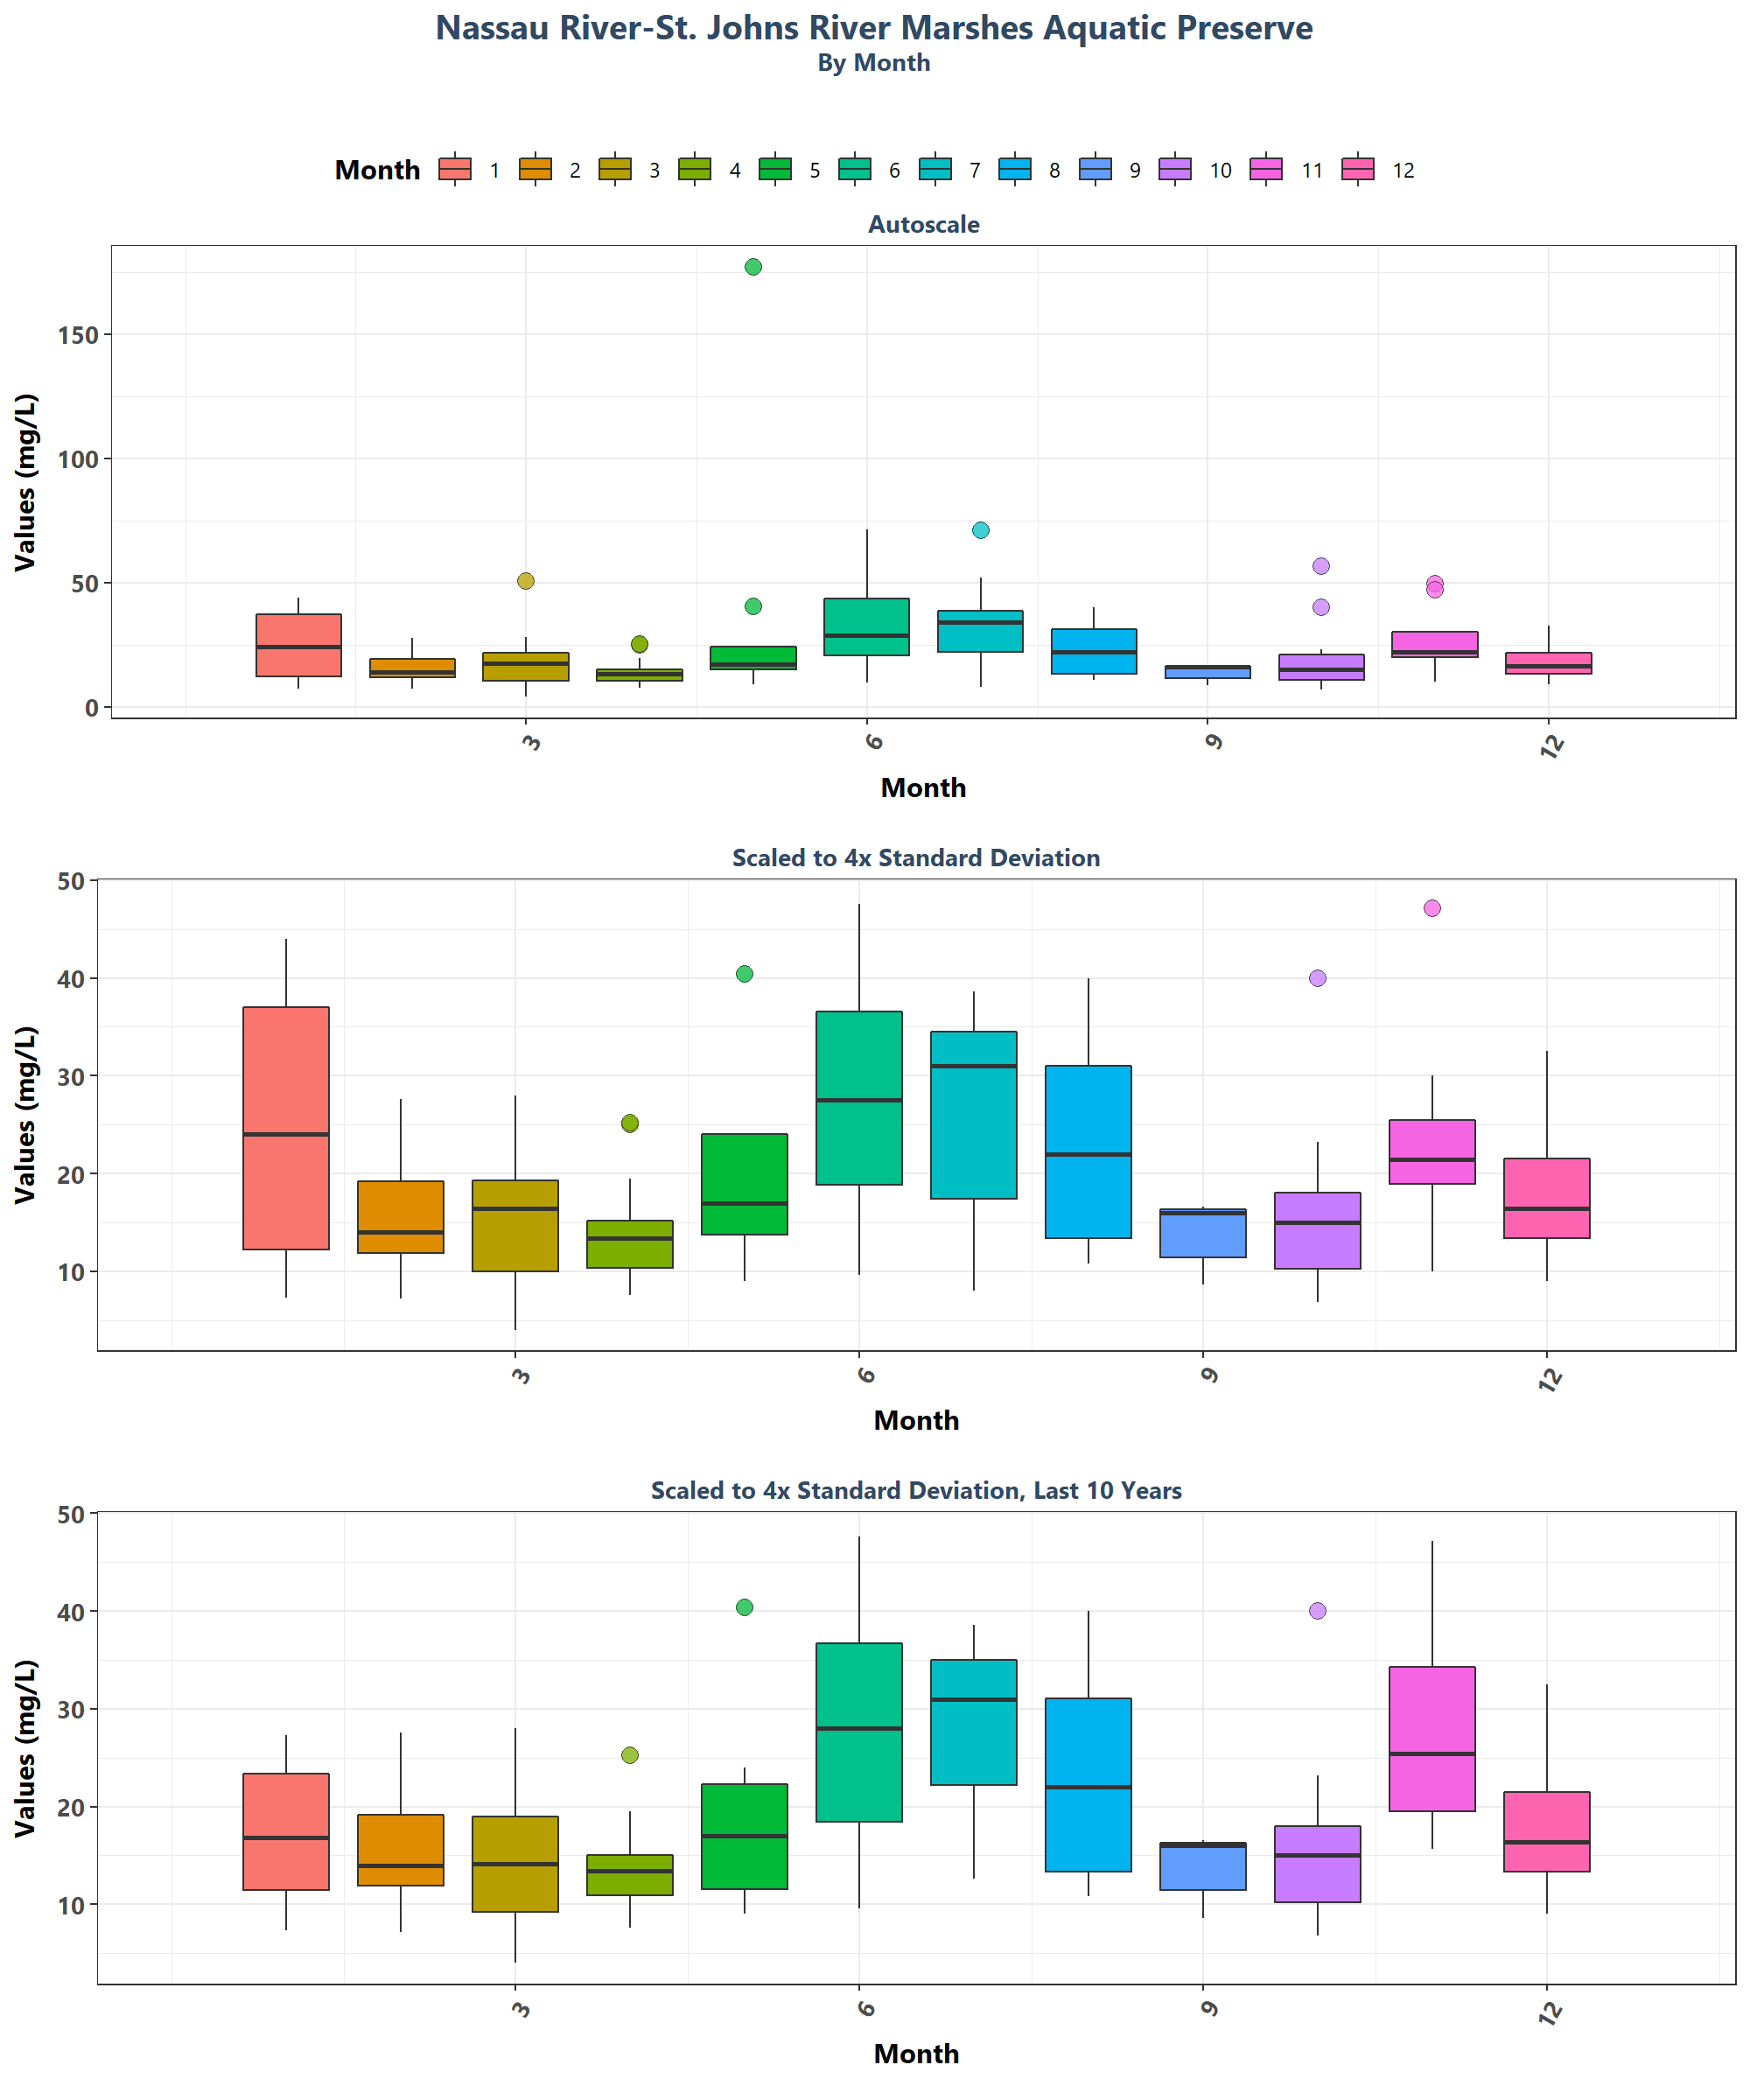 Nassau River-St. Johns River Marshes Aquatic Preserve
By Month
Month 1 2 3 4 5 6 7 8 9 10 11 12
Autoscale
Values (mg/L)
150
100
50
0
3 6 9 12
Month
Scaled to 4x Standard Deviation
Values (mg/L)
50
40
30
20
10
3 6 9 12
Month
Scaled to 4x Standard Deviation, Last 10 Years
Values (mg/L)
50
40
30
20
10
3 6 9 12
Month